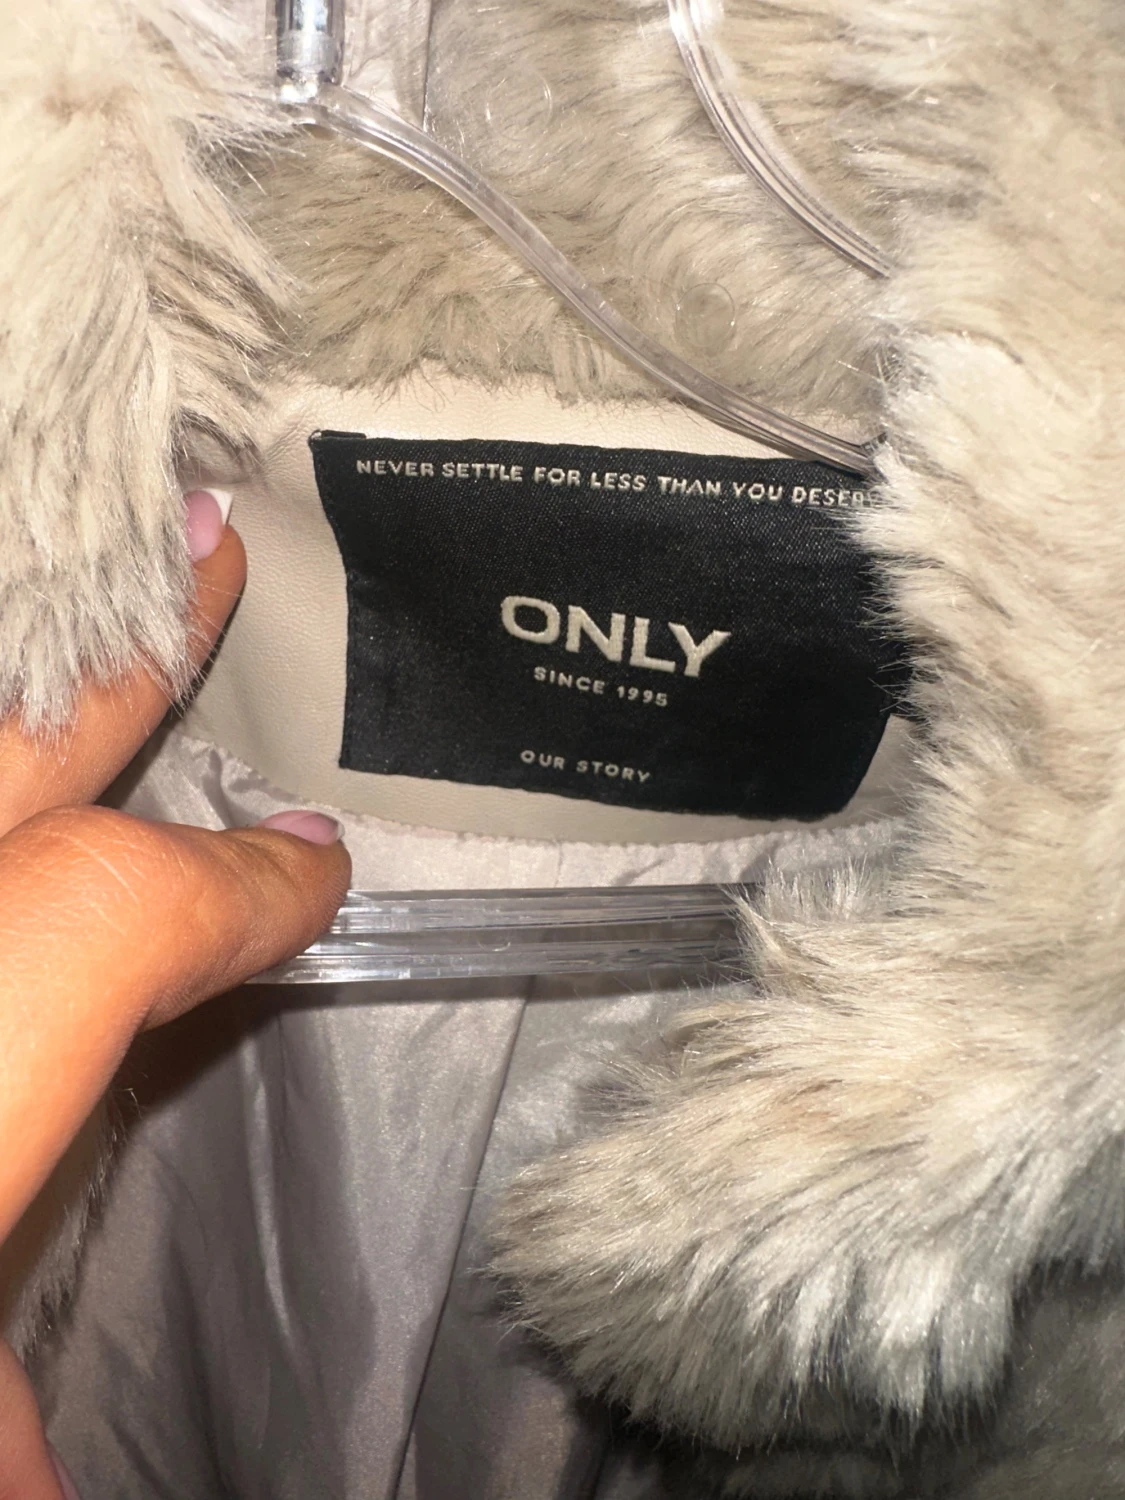 NEVER SETTLE FOR LESS THAN YOU
ONLY
SINCE 1995
OUR STORY